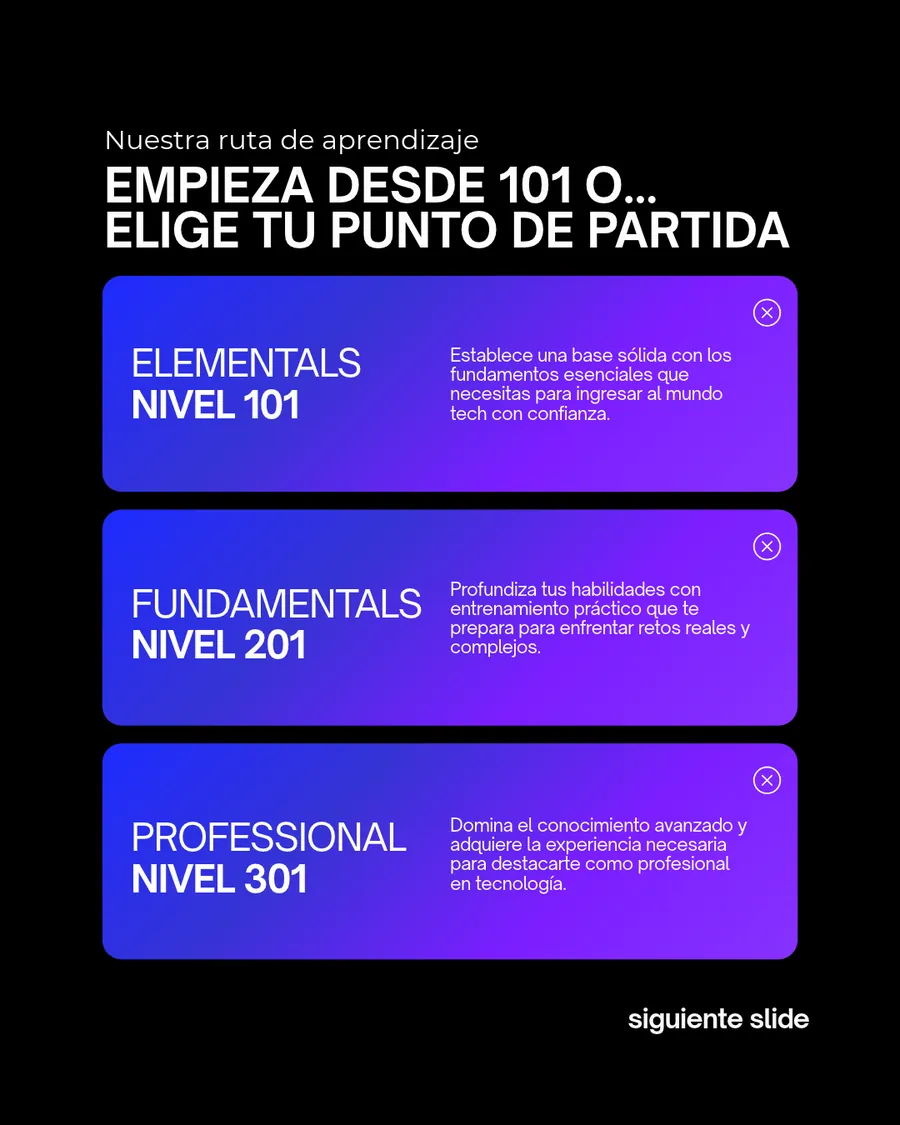 Nuestra ruta de aprendizaje
EMPIEZA DESDE 101 O...
ELIGE TU PUNTO DE PARTIDA
ELEMENTALS
NIVEL 101
Establece una base sólida con los
fundamentos esenciales que
necesitas para ingresar al mundo
tech con confianza.
FUNDAMENTALS
NIVEL 201
Profundiza tus habilidades con
entrenamiento práctico que te
prepara para enfrentar retos reales y
complejos.
PROFESSIONAL
NIVEL 301
Domina el conocimiento avanzado y
adquiere la experiencia necesaria
para destacarte como profesional
en tecnología.
siguiente slide